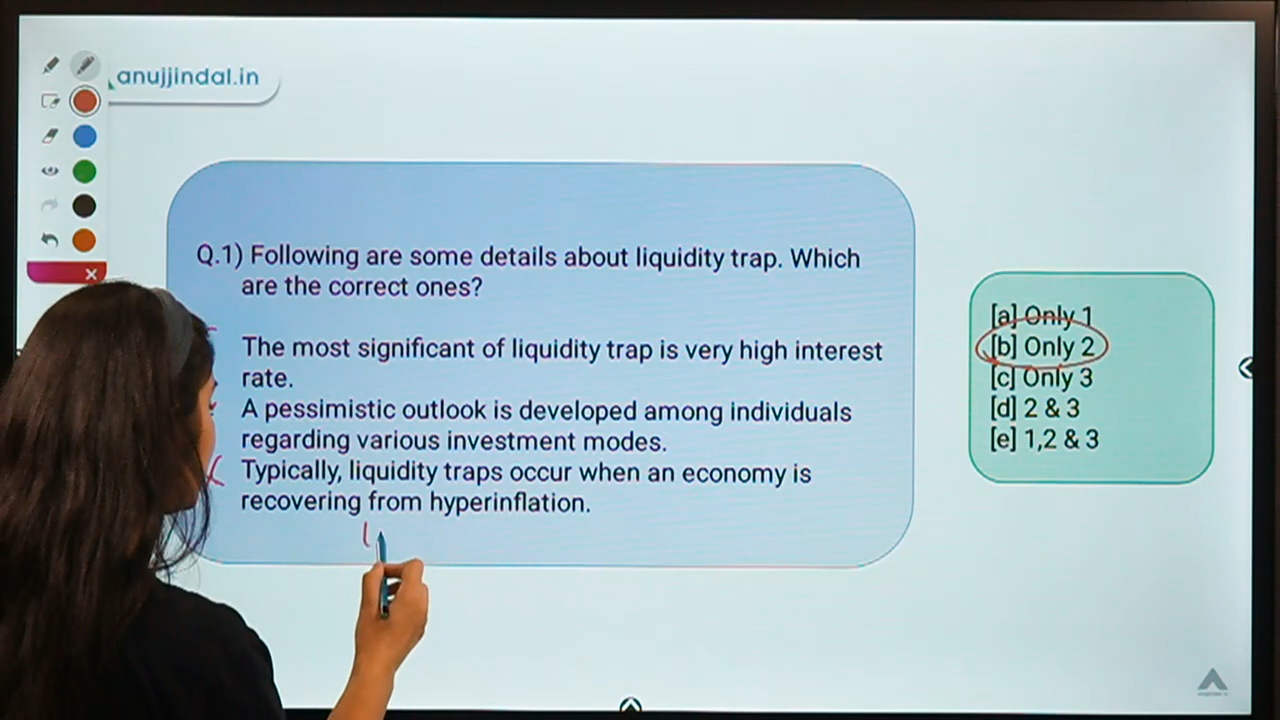 anujjindal.in
Q.1) Following are some details about liquidity trap. Which
are the correct ones?
The most significant of liquidity trap is very high interest
rate.
A pessimistic outlook is developed among individuals
regarding various investment modes.
Typically, liquidity traps occur when an economy is
recovering from hyperinflation.
[a] Only 1
[b] Only 2
[c] Only 3
[d] 2 & 3
[e] 1,2 & 3